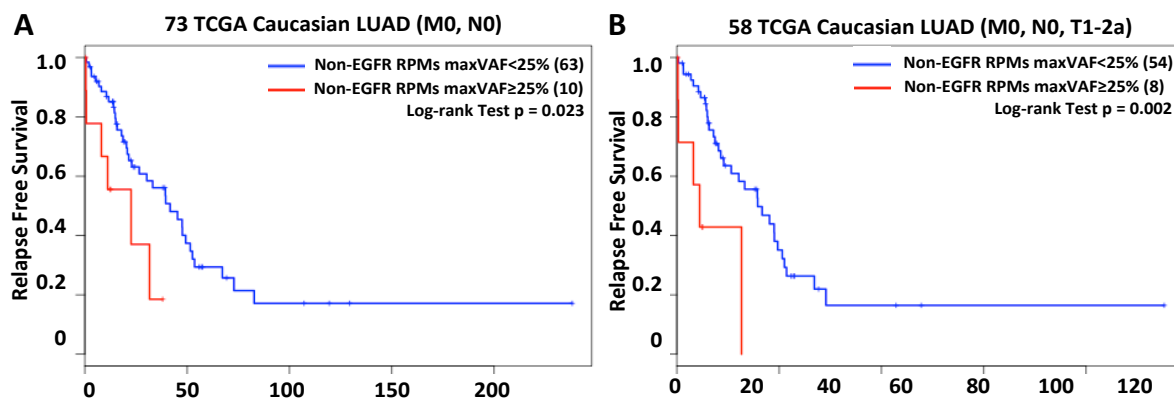 A
73 TCGA Caucasian LUAD (M0, N0)
Non-EGFR RPMs maxVAF<25% (63)
Non-EGFR RPMs maxVAF≥25% (10)
Log-rank Test p = 0.023
Relapse Free Survival
1.0
0.8
0.6
0.4
0.2
0
0 50 100 150 200
B
58 TCGA Caucasian LUAD (M0, N0, T1-2a)
Non-EGFR RPMs maxVAF<25% (54)
Non-EGFR RPMs maxVAF≥25% (8)
Log-rank Test p = 0.002
Relapse Free Survival
1.0
0.8
0.6
0.4
0.2
0
0 20 40 60 80 100 120